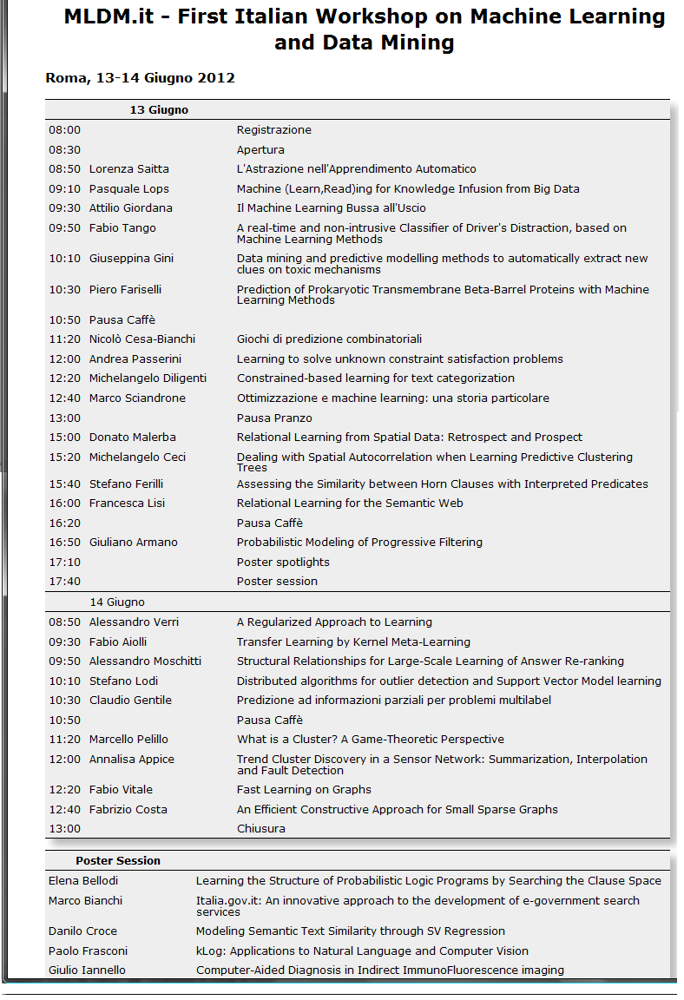 MLDM.it - First Italian Workshop on Machine Learning
and Data Mining
Roma, 13-14 Giugno 2012
13 Giugno
08:00 Registrazione
08:30 Apertura
08:50 Lorenza Saitta L'Astrazione nell'Apprendimento Automatico
09:10 Pasquale Lops Machine (Learn,Read)ing for Knowledge Infusion from Big Data
09:30 Attilio Giordana Il Machine Learning Bussa all'Uscio
09:50 Fabio Tango A real-time and non-intrusive Classifier of Driver's Distraction, based on
Machine Learning Methods
10:10 Giuseppina Gini Data mining and predictive modelling methods to automatically extract new
clues on toxic mechanisms
10:30 Piero Fariselli Prediction of Prokaryotic Transmembrane Beta-Barrel Proteins with Machine
Learning Methods
10:50 Pausa Caffè
11:20 Nicolò Cesa-Bianchi Giochi di predizione combinatoriali
12:00 Andrea Passerini Learning to solve unknown constraint satisfaction problems
12:20 Michelangelo Diligenti Constrained-based learning for text categorization
12:40 Marco Sciandrone Ottimizzazione e machine learning: una storia particolare
13:00 Pausa Pranzo
15:00 Donato Malerba Relational Learning from Spatial Data: Retrospect and Prospect
15:20 Michelangelo Ceci Dealing with Spatial Autocorrelation when Learning Predictive Clustering
Trees
15:40 Stefano Ferilli Assessing the Similarity between Horn Clauses with Interpreted Predicates
16:00 Francesca Lisi Relational Learning for the Semantic Web
16:20 Pausa Caffè
16:50 Giuliano Armano Probabilistic Modeling of Progressive Filtering
17:10 Poster spotlights
17:40 Poster session
14 Giugno
08:50 Alessandro Verri A Regularized Approach to Learning
09:30 Fabio Aiolli Transfer Learning by Kernel Meta-Learning
09:50 Alessandro Moschitti Structural Relationships for Large-Scale Learning of Answer Re-ranking
10:10 Stefano Lodi Distributed algorithms for outlier detection and Support Vector Model learning
10:30 Claudio Gentile Predizione ad informazioni parziali per problemi multilabel
10:50 Pausa Caffè
11:20 Marcello Pelillo What is a Cluster? A Game-Theoretic Perspective
12:00 Annalisa Appice Trend Cluster Discovery in a Sensor Network: Summarization, Interpolation
and Fault Detection
12:20 Fabio Vitale Fast Learning on Graphs
12:40 Fabrizio Costa An Efficient Constructive Approach for Small Sparse Graphs
13:00 Chiusura
Poster Session
Elena Bellodi Learning the Structure of Probabilistic Logic Programs by Searching the Clause Space
Marco Bianchi Italia.gov.it: An innovative approach to the development of e-government search
services
Danilo Croce Modeling Semantic Text Similarity through SV Regression
Paolo Frasconi kLog: Applications to Natural Language and Computer Vision
Giulio Iannello Computer-Aided Diagnosis in Indirect ImmunoFluorescence imaging